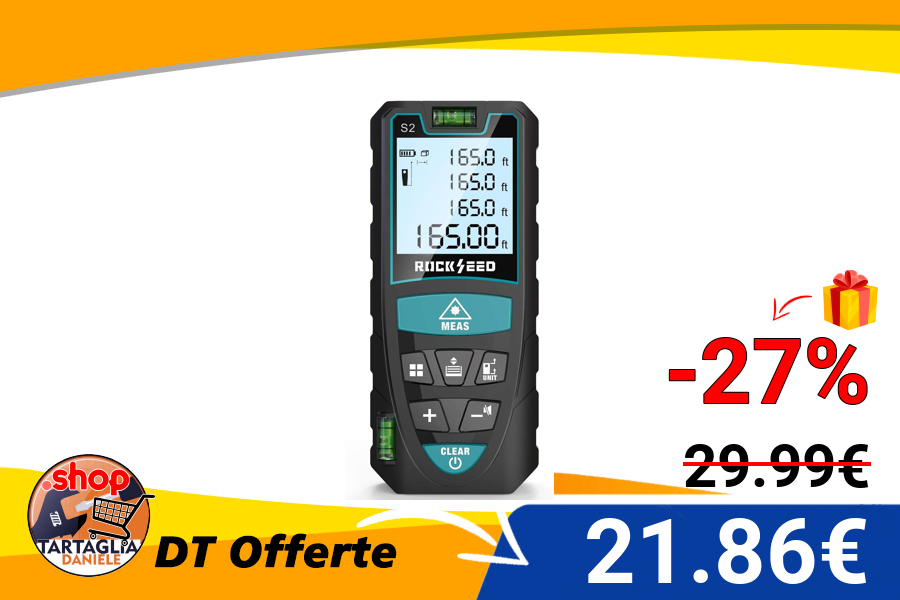 S2
165.0 ft
165.0 ft
165.0 ft
165.00 ft
ROCKSEED
MEAS
UNIT
CLEAR
-27%
29.99€
21.86€
.shop
TARTAGLIA
DANIELE
DT Offerte